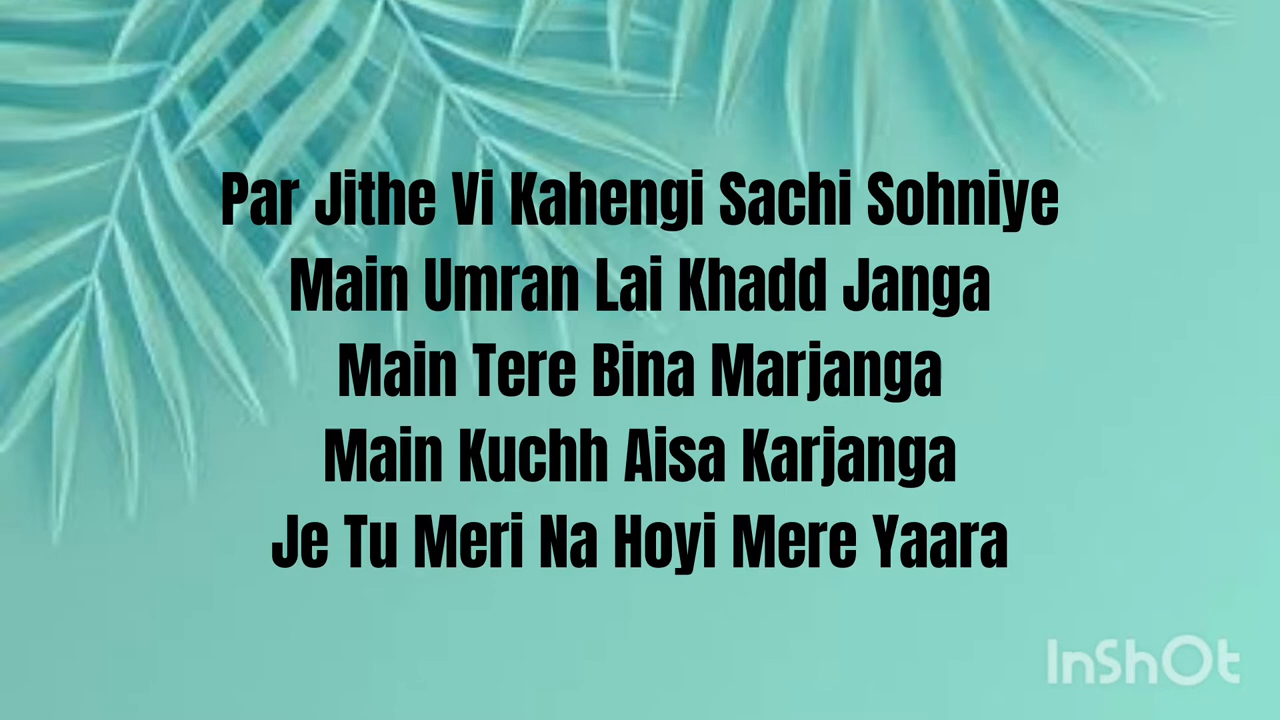 Par Jithe Vi Kahengi Sachi Sohniye
Main Umran Lai Khadd Janga
Main Tere Bina Marjanga
Main Kuchh Aisa Karjanga
Je Tu Meri Na Hoyi Mere Yaara
InShOt